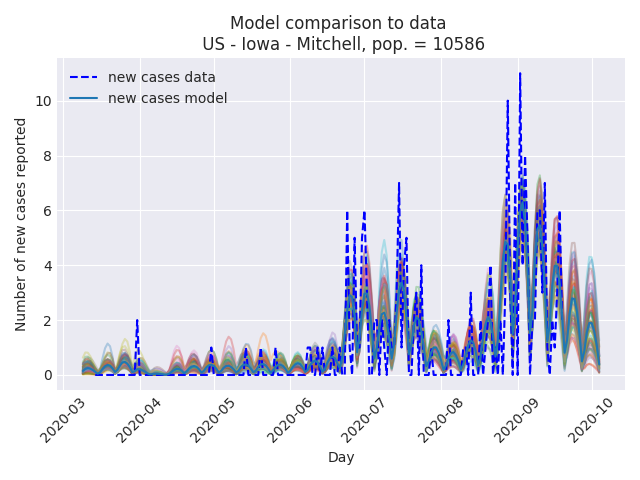 Model comparison to data
US - Iowa - Mitchell, pop. = 10586
new cases data
new cases model
Number of new cases reported
10
8
6
4
2
0
2020-03
2020-04
2020-05
2020-06
2020-07
2020-08
2020-09
2020-10
Day